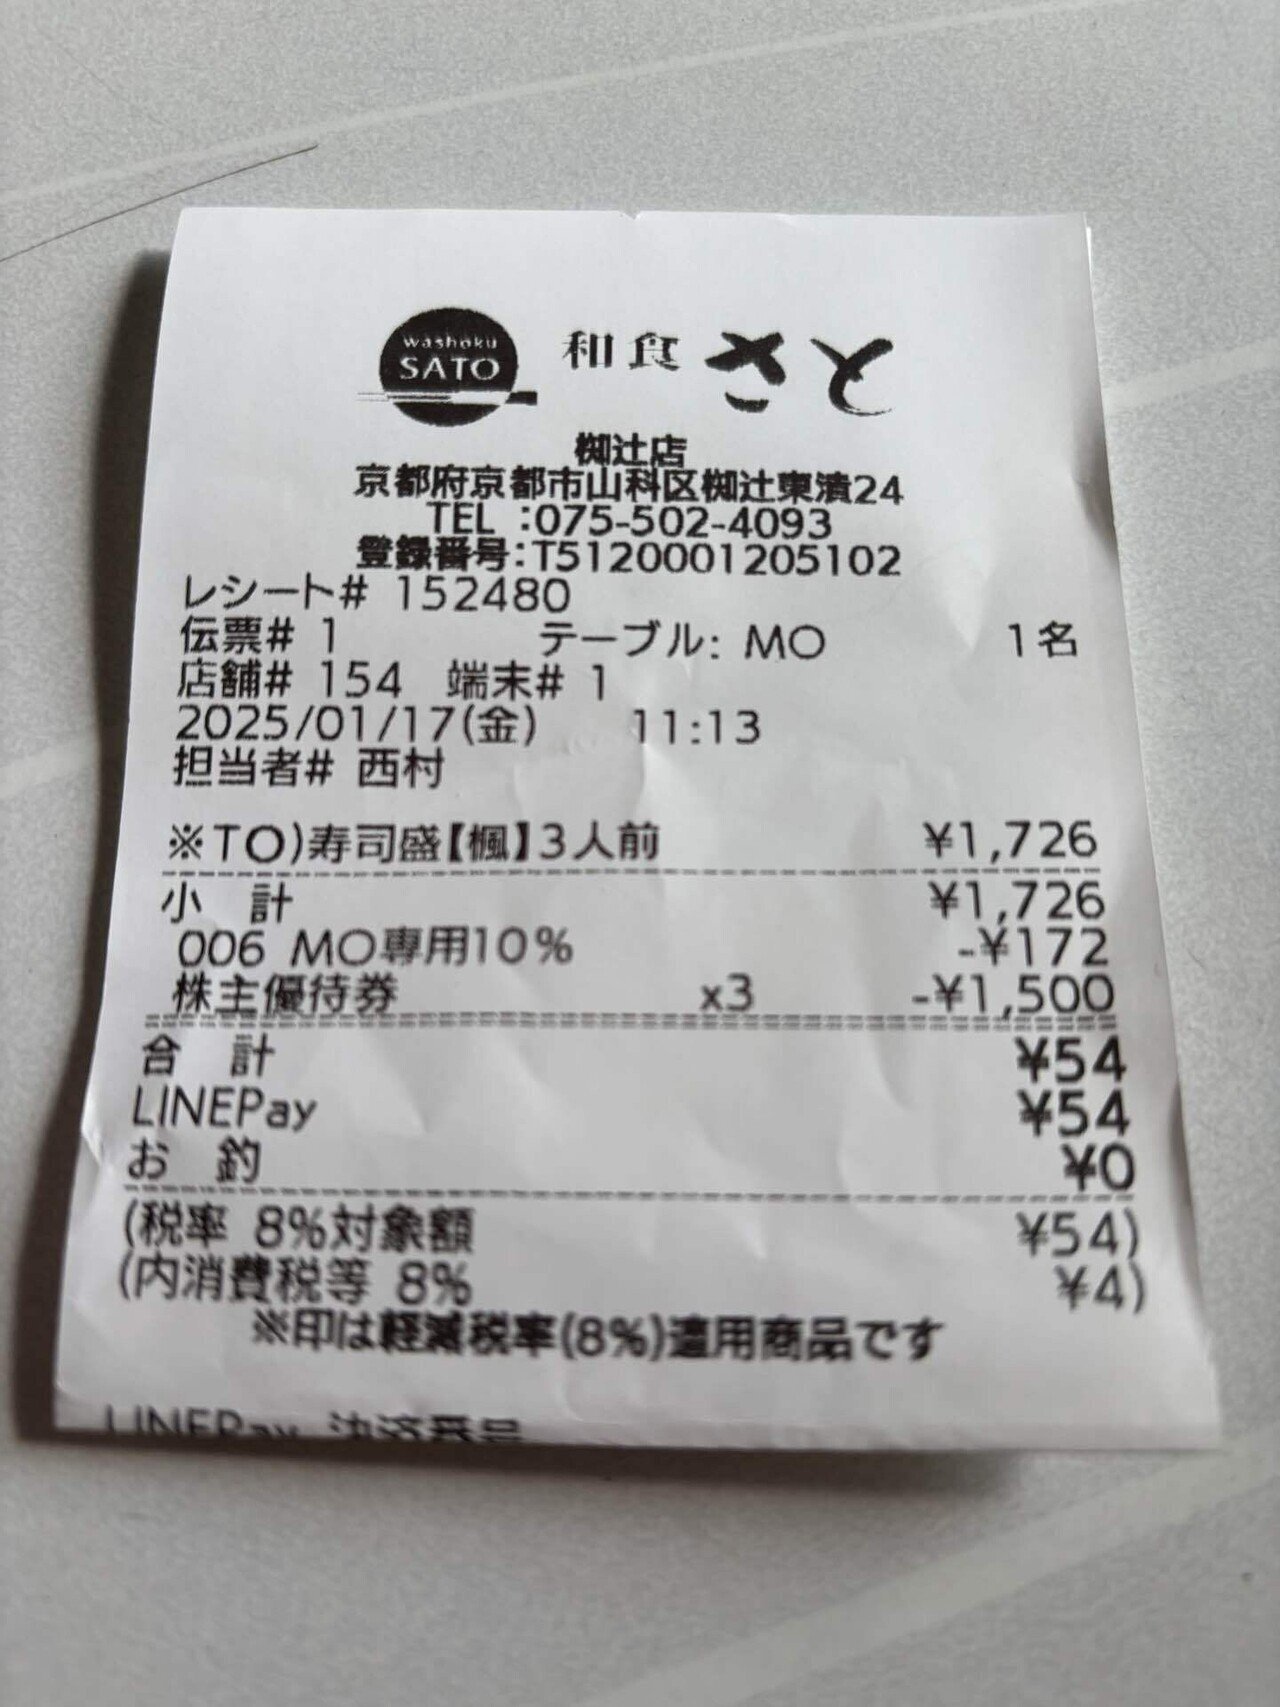 washoku
SATO
和食 さと
椥辻店
京都府京都市山科区椥辻東潰24
TEL :075-502-4093
登録番号:T5120001205102
レシート# 152480
伝票# 1 テーブル: MO 1名
店舗# 154 端末# 1
2025/01/17(金) 11:13
担当者# 西村
※TO)寿司盛【楓】3人前 ¥1,726
小 計 ¥1,726
006 MO専用10% -¥172
株主優待券 x3 -¥1,500
合 計 ¥54
LINEPay ¥54
お 釣 ¥0
(税率 8%対象額 ¥54)
(内消費税等 8% ¥4)
※印は軽減税率(8%)適用商品です
LINEPay 決済番号